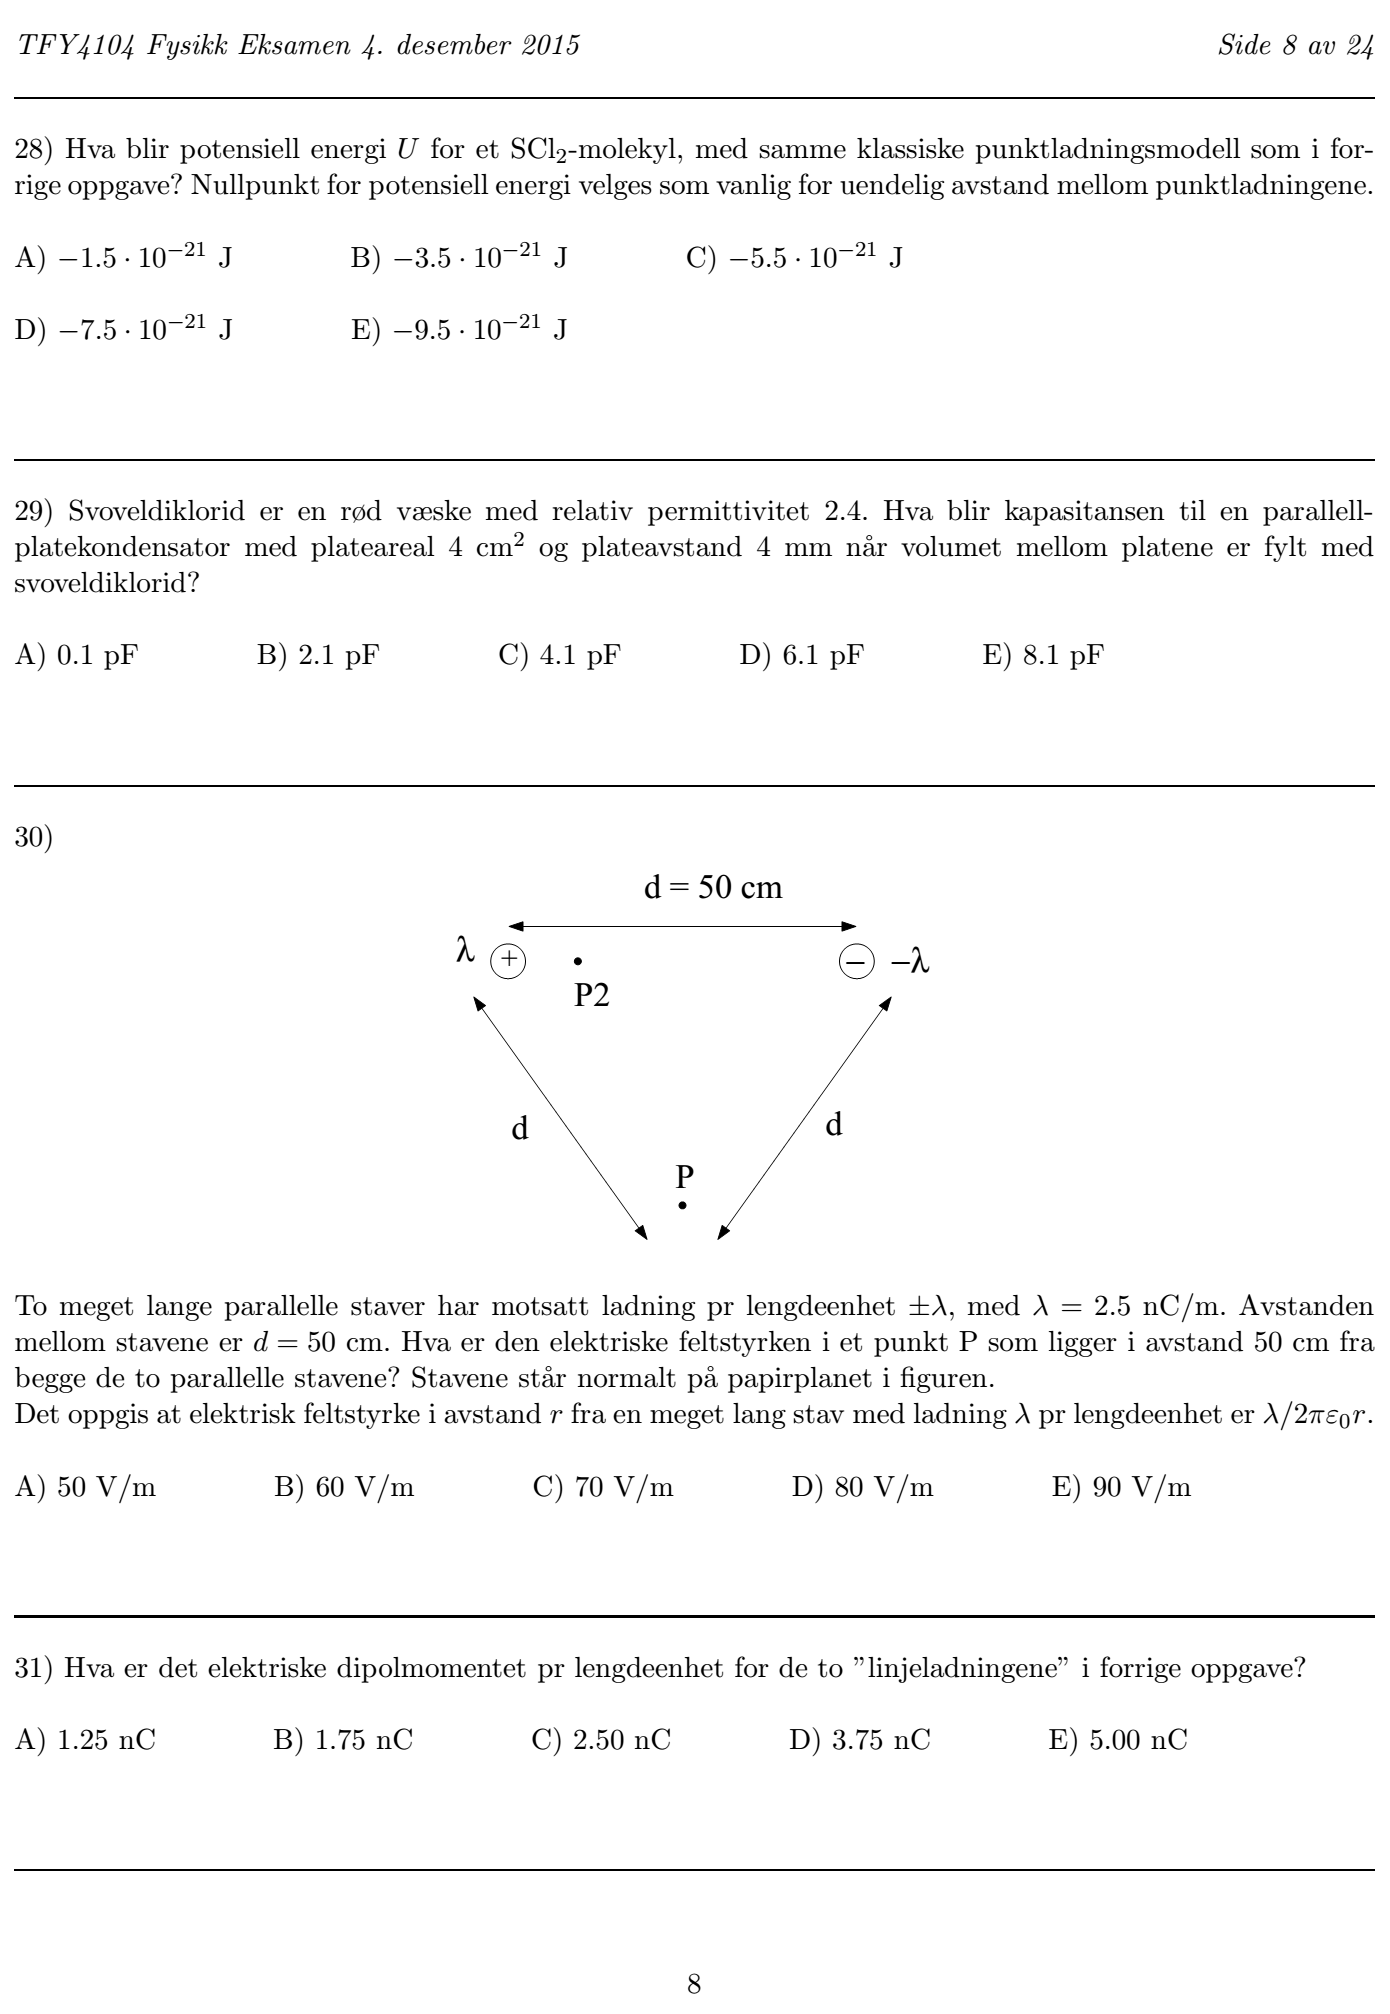 TFY4104 Fysikk Eksamen 4. desember 2015 Side 8 av 24
28) Hva blir potensiell energi U for et SCl₂-molekyl, med samme klassiske punktladningsmodell som i for-
rige oppgave? Nullpunkt for potensiell energi velges som vanlig for uendelig avstand mellom punktladningene.
A) −1.5 · 10⁻²¹ J B) −3.5 · 10⁻²¹ J C) −5.5 · 10⁻²¹ J
D) −7.5 · 10⁻²¹ J E) −9.5 · 10⁻²¹ J
29) Svoveldiklorid er en rød væske med relativ permittivitet 2.4. Hva blir kapasitansen til en parallell-
platekondensator med plateareal 4 cm² og plateavstand 4 mm når volumet mellom platene er fylt med
svoveldiklorid?
A) 0.1 pF B) 2.1 pF C) 4.1 pF D) 6.1 pF E) 8.1 pF
30)
d = 50 cm
λ + − −λ
P2
d d
P
To meget lange parallelle staver har motsatt ladning pr lengdeenhet ±λ, med λ = 2.5 nC/m. Avstanden
mellom stavene er d = 50 cm. Hva er den elektriske feltstyrken i et punkt P som ligger i avstand 50 cm fra
begge de to parallelle stavene? Stavene står normalt på papirplanet i figuren.
Det oppgis at elektrisk feltstyrke i avstand r fra en meget lang stav med ladning λ pr lengdeenhet er λ/2πε₀r.
A) 50 V/m B) 60 V/m C) 70 V/m D) 80 V/m E) 90 V/m
31) Hva er det elektriske dipolmomentet pr lengdeenhet for de to ”linjeladningene” i forrige oppgave?
A) 1.25 nC B) 1.75 nC C) 2.50 nC D) 3.75 nC E) 5.00 nC
8